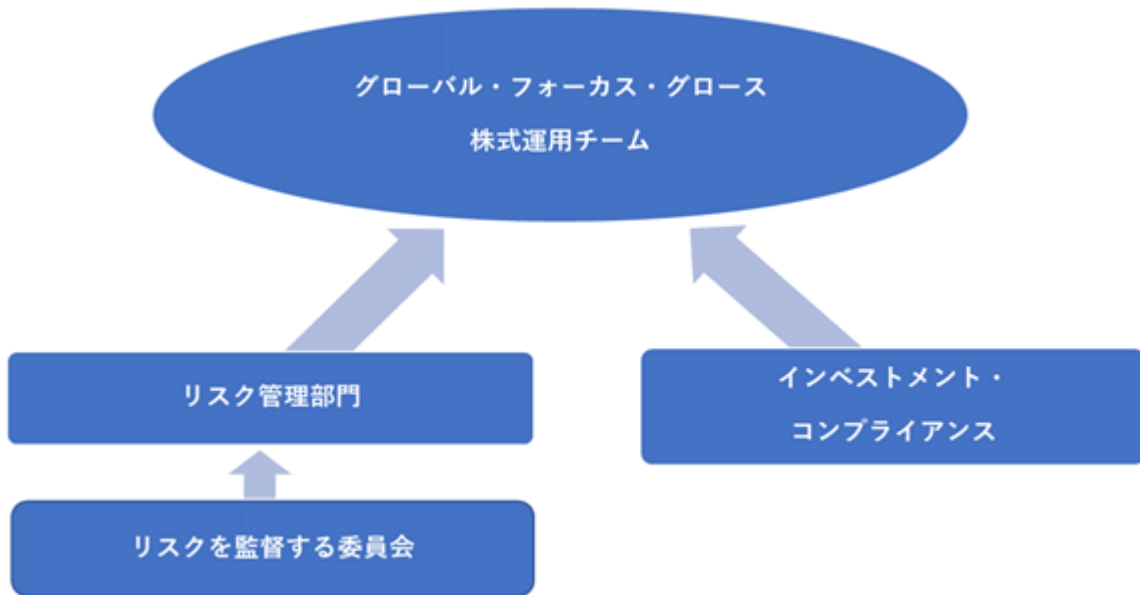 グローバル・フォーカス・グロース
株式運用チーム
リスク管理部門
インベストメント・
コンプライアンス
リスクを監督する委員会